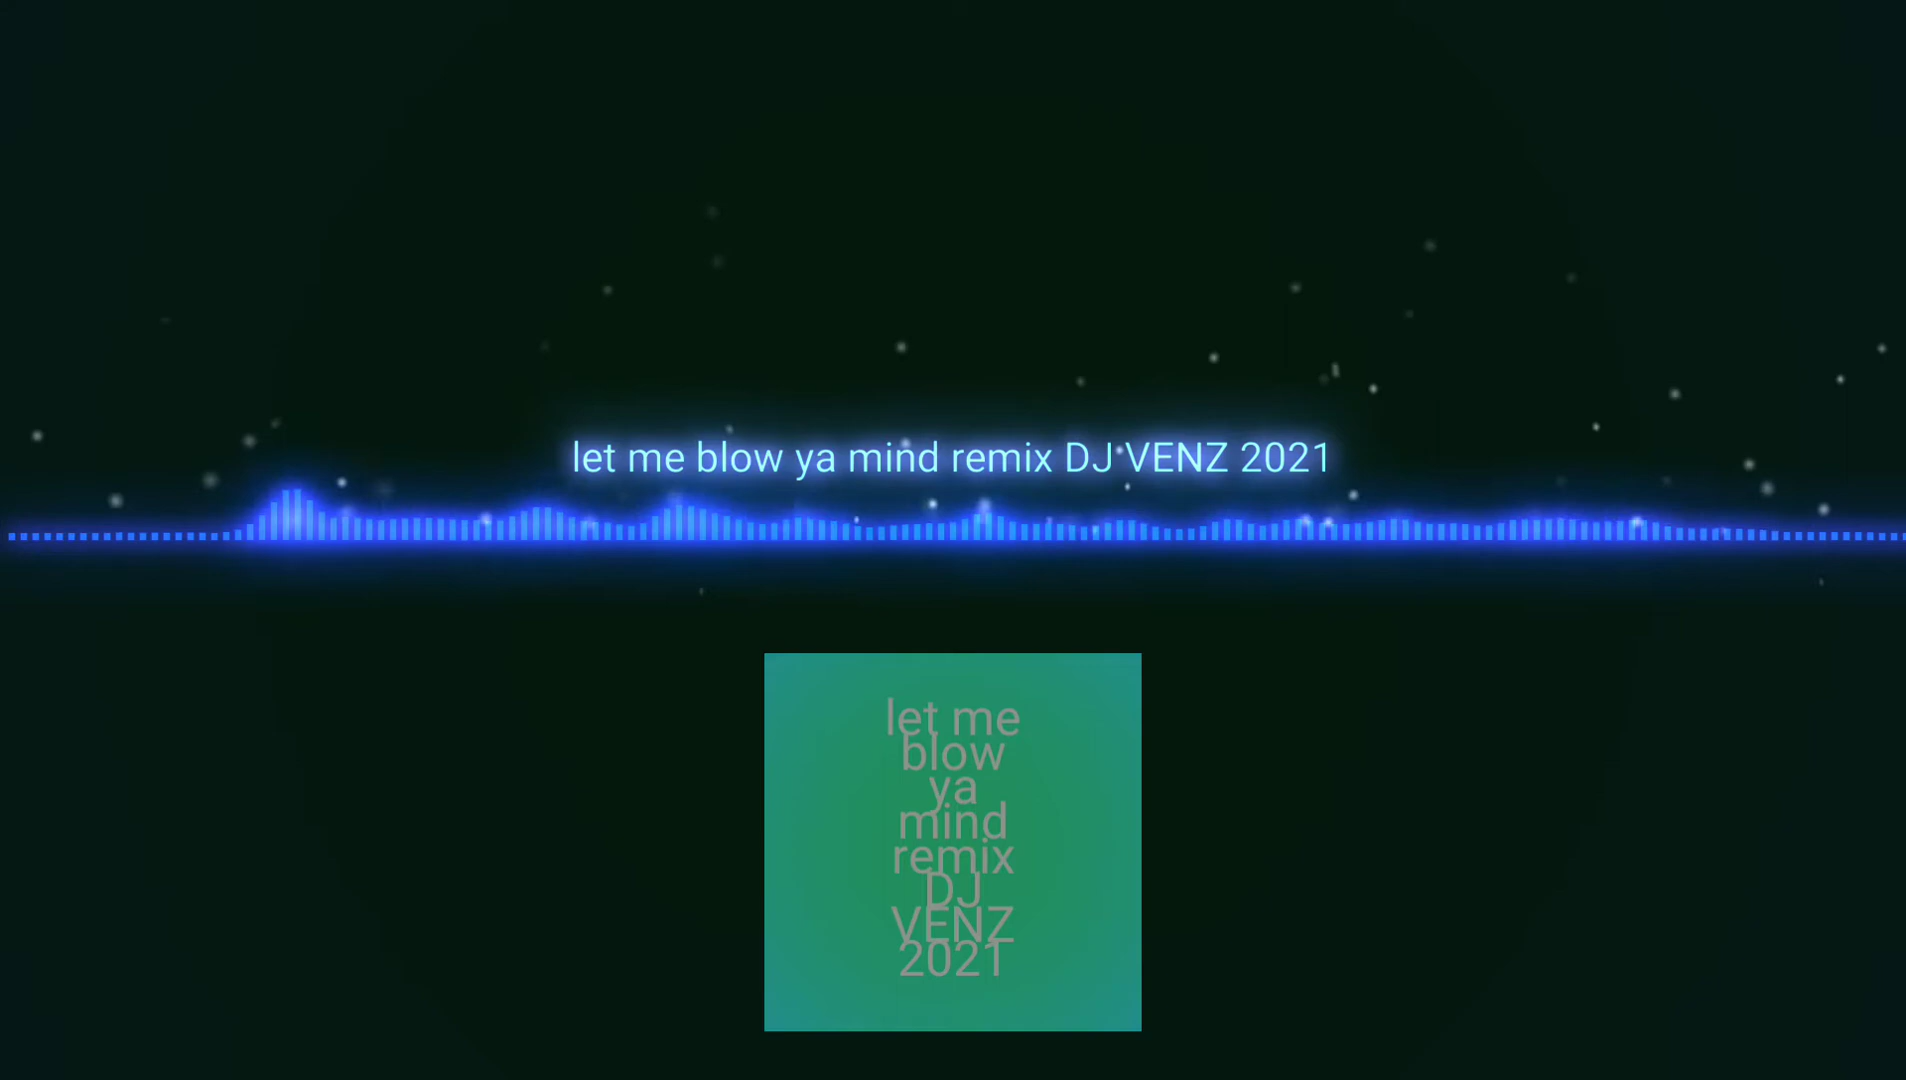 let me blow ya mind remix DJ VENZ 2021
let me
blow
ya
mind
remix
DJ
VENZ
2021